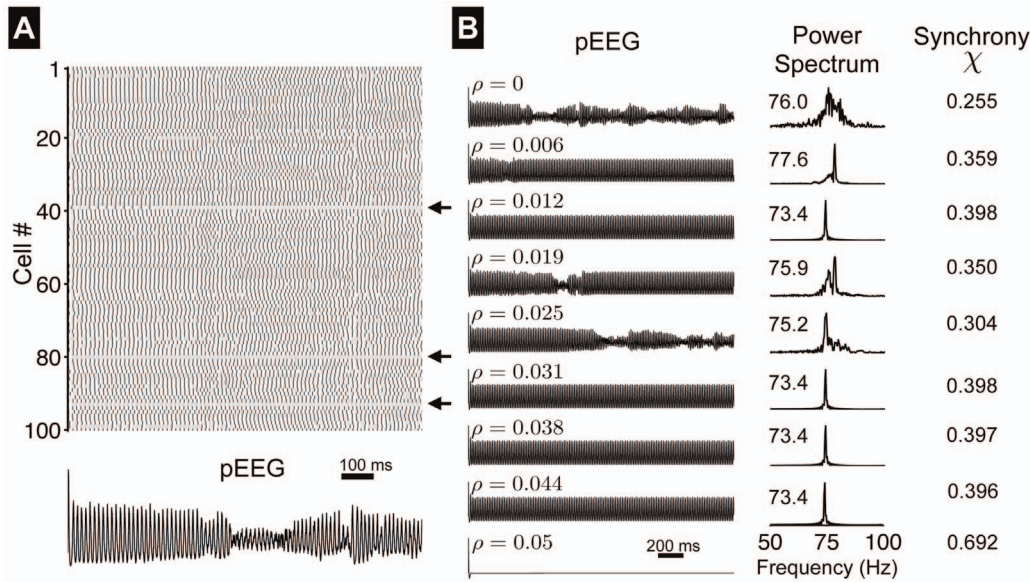 A
1
20
40
60
80
100
Cell #
pEEG
100 ms
B
pEEG
Power Spectrum
Synchrony χ
ρ = 0
76.0
0.255
ρ = 0.006
77.6
0.359
ρ = 0.012
73.4
0.398
ρ = 0.019
75.9
0.350
ρ = 0.025
75.2
0.304
ρ = 0.031
73.4
0.398
ρ = 0.038
73.4
0.397
ρ = 0.044
73.4
0.396
ρ = 0.05
200 ms
0.692
50 75 100
Frequency (Hz)